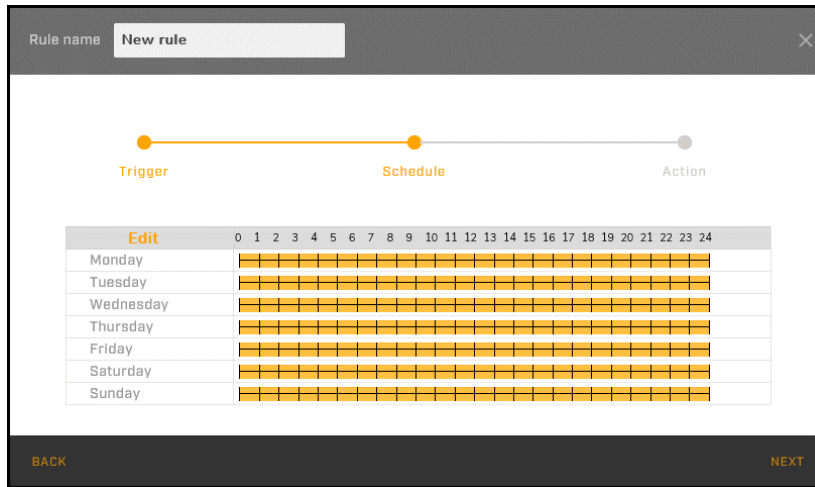 Rule name New rule
Trigger Schedule Action
Edit 0 1 2 3 4 5 6 7 8 9 10 11 12 13 14 15 16 17 18 19 20 21 22 23 24
Monday
Tuesday
Wednesday
Thursday
Friday
Saturday
Sunday
BACK NEXT